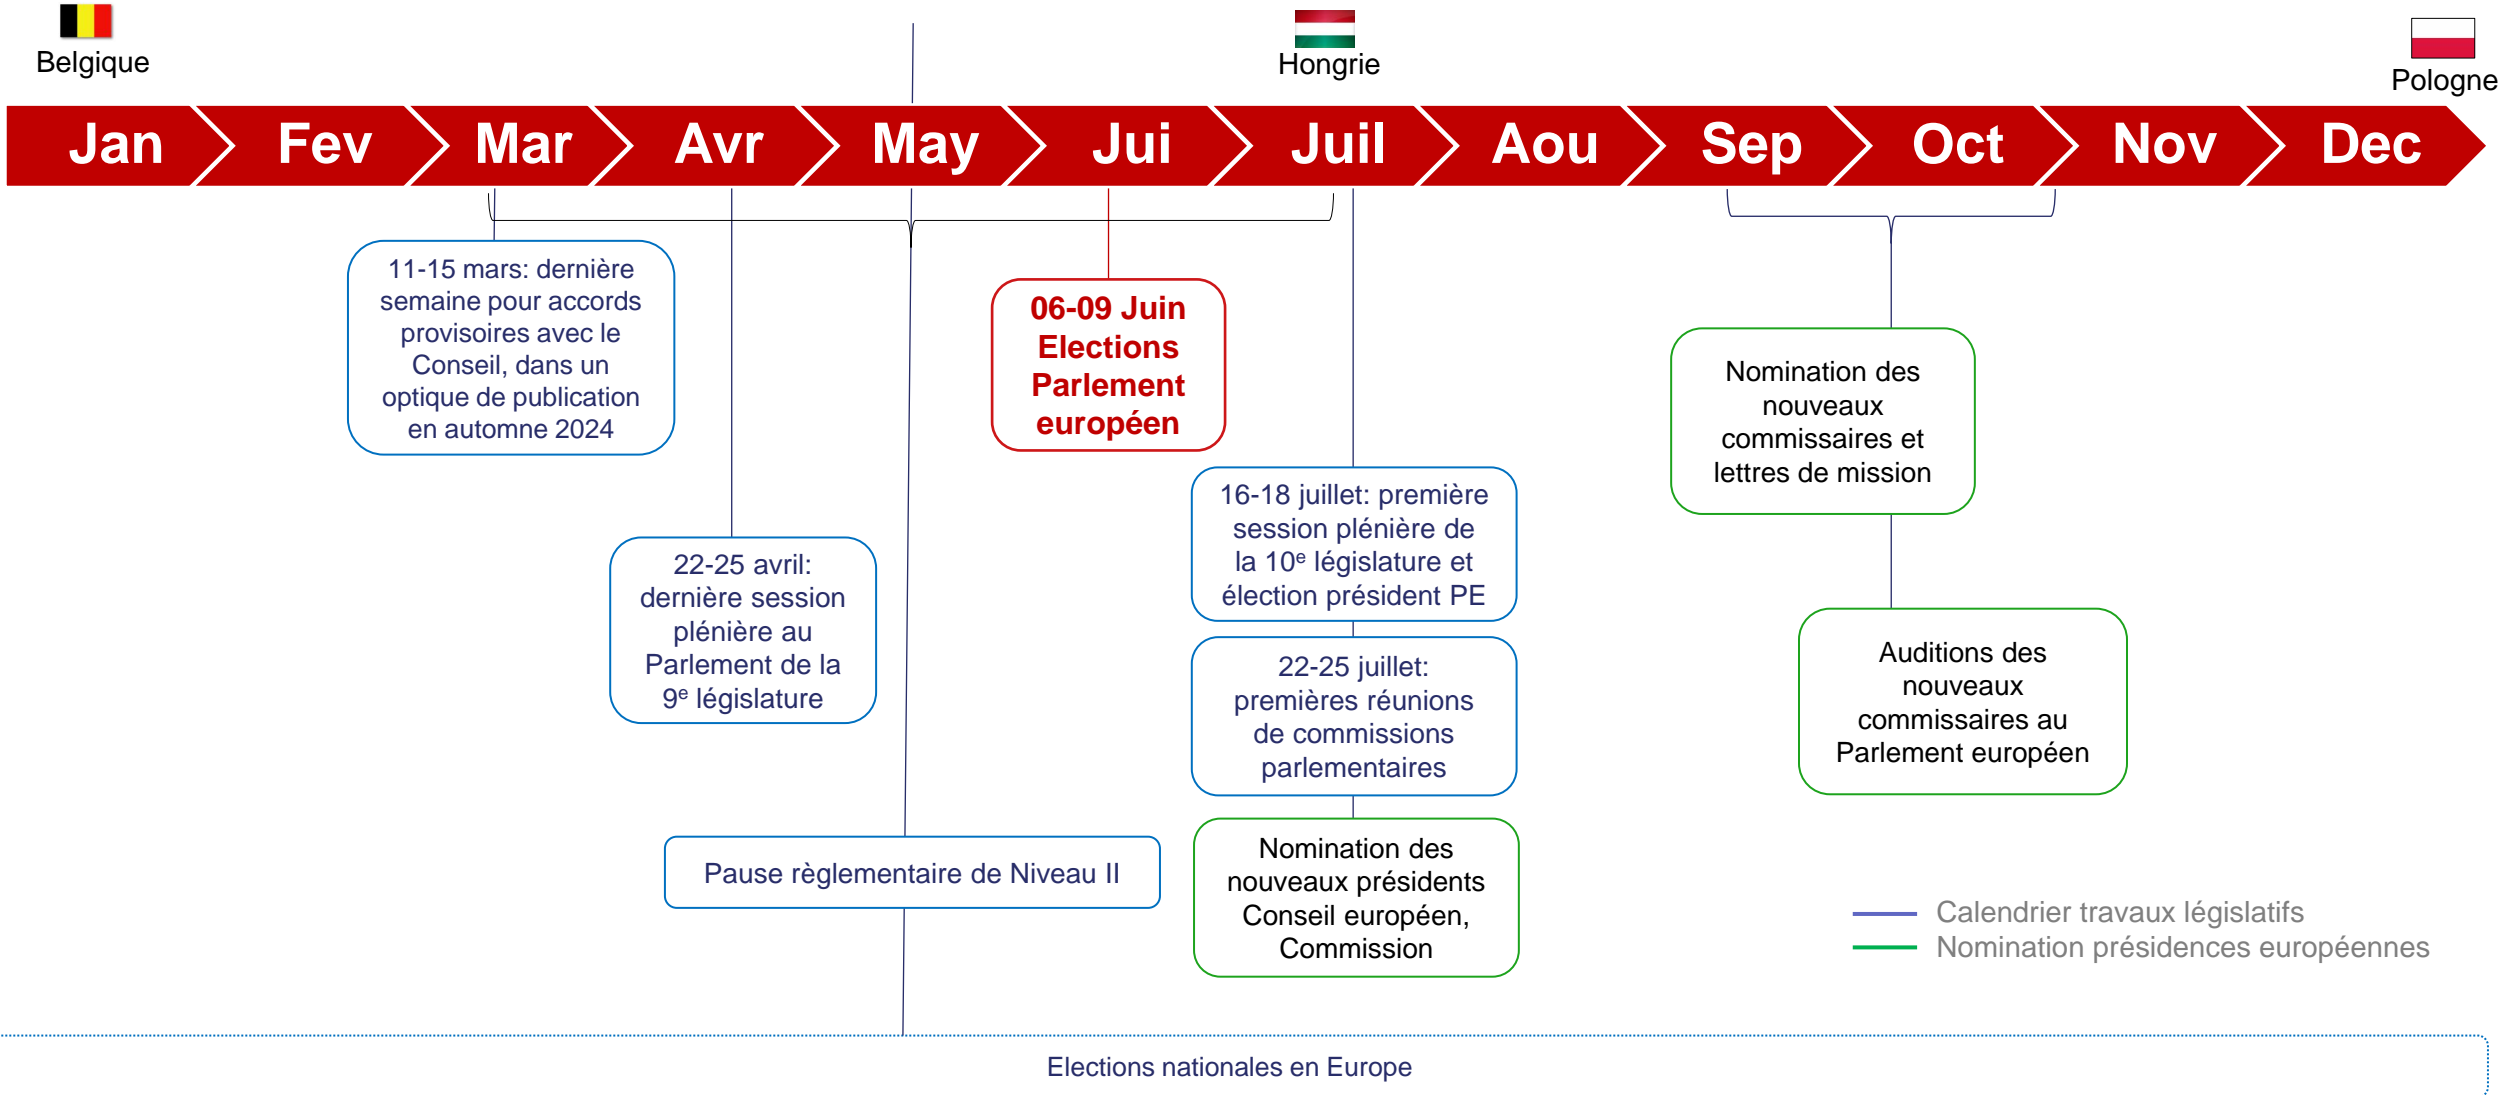 Belgique
Hongrie
Pologne
Jan
Fev
Mar
Avr
May
Jui
Juil
Aou
Sep
Oct
Nov
Dec
11-15 mars: dernière
semaine pour accords
provisoires avec le
Conseil, dans un
optique de publication
en automne 2024
22-25 avril:
dernière session
plénière au
Parlement de la
9e législature
Pause règlementaire de Niveau II
06-09 Juin
Elections
Parlement
européen
16-18 juillet: première
session plénière de
la 10e législature et
élection président PE
22-25 juillet:
premières réunions
de commissions
parlementaires
Nomination des
nouveaux présidents
Conseil européen,
Commission
Nomination des
nouveaux
commissaires et
lettres de mission
Auditions des
nouveaux
commissaires au
Parlement européen
Calendrier travaux législatifs
Nomination présidences européennes
Elections nationales en Europe